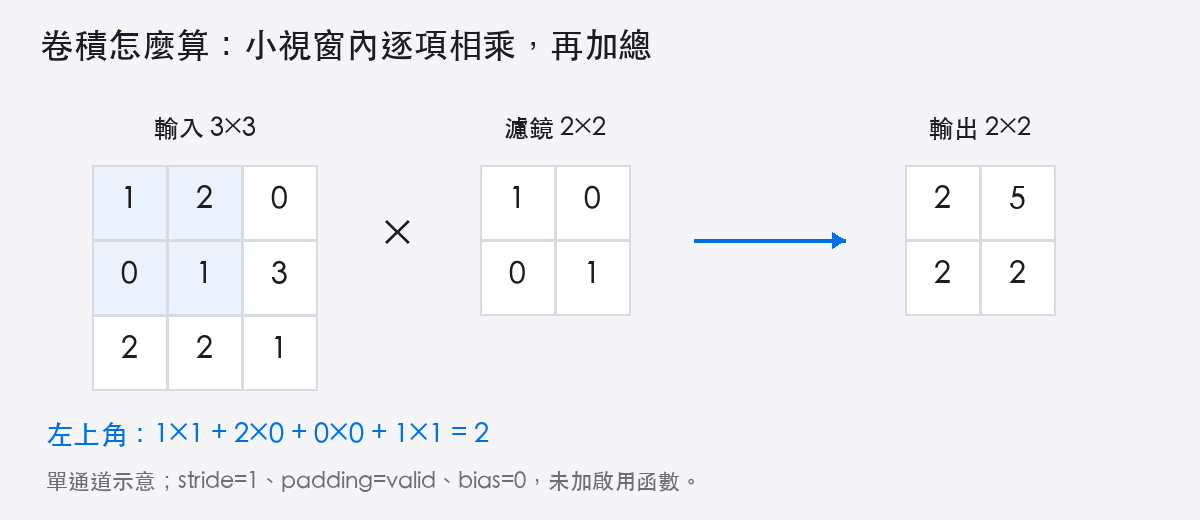 卷積怎麼算：小視窗內逐項相乘，再加總
輸入 3×3
濾鏡 2×2
輸出 2×2
1 2 0
0 1 3
2 2 1
×
1 0
0 1
2 5
2 2
左上角：1×1 + 2×0 + 0×0 + 1×1 = 2
單通道示意；stride=1、padding=valid、bias=0，未加啟用函數。